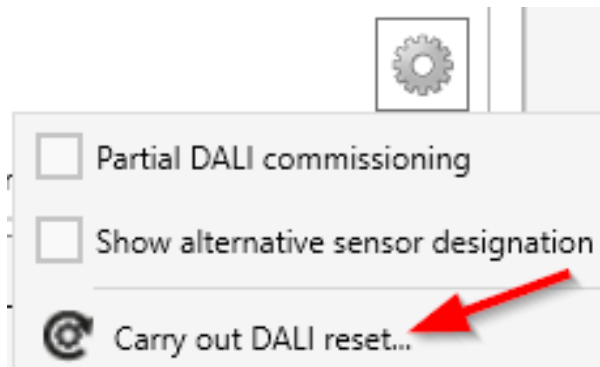 Partial DALI commissioning
Show alternative sensor designation
Carry out DALI reset...